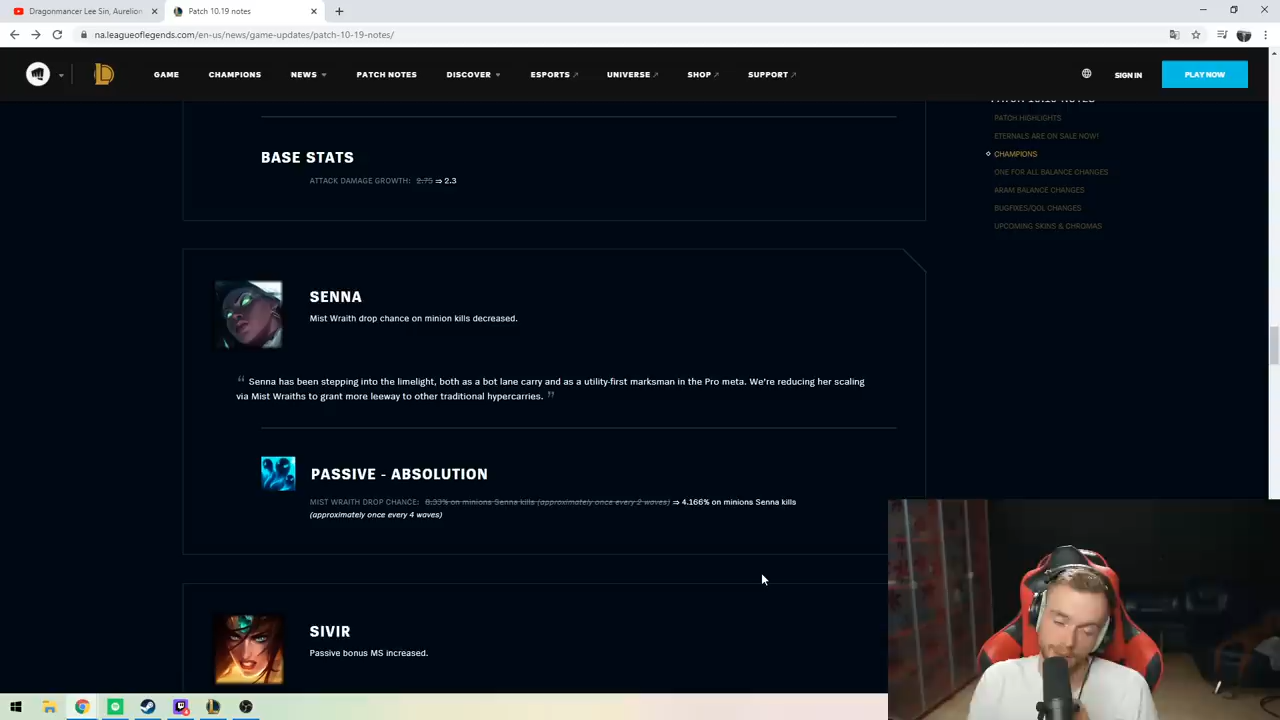 Dragonmancer Lee Sin, Aurelion
Patch 10.19 notes
na.leagueoflegends.com/en-us/news/game-updates/patch-10-19-notes/
GAME
CHAMPIONS
NEWS
PATCH NOTES
DISCOVER
ESPORTS
UNIVERSE
SHOP
SUPPORT
SIGN IN
PLAY NOW
PATCH 10.19 NOTES
PATCH HIGHLIGHTS
ETERNALS ARE ON SALE NOW!
CHAMPIONS
ONE FOR ALL BALANCE CHANGES
ARAM BALANCE CHANGES
BUGFIXES/QOL CHANGES
UPCOMING SKINS & CHROMAS
BASE STATS
ATTACK DAMAGE GROWTH: 2.75 ⇒ 2.3
SENNA
Mist Wraith drop chance on minion kills decreased.
“ Senna has been stepping into the limelight, both as a bot lane carry and as a utility-first marksman in the Pro meta. We're reducing her scaling
via Mist Wraiths to grant more leeway to other traditional hypercarries. ”
PASSIVE - ABSOLUTION
MIST WRAITH DROP CHANCE: 8.33% on minions Senna kills (approximately once every 2 waves) ⇒ 4.166% on minions Senna kills
(approximately once every 4 waves)
SIVIR
Passive bonus MS increased.